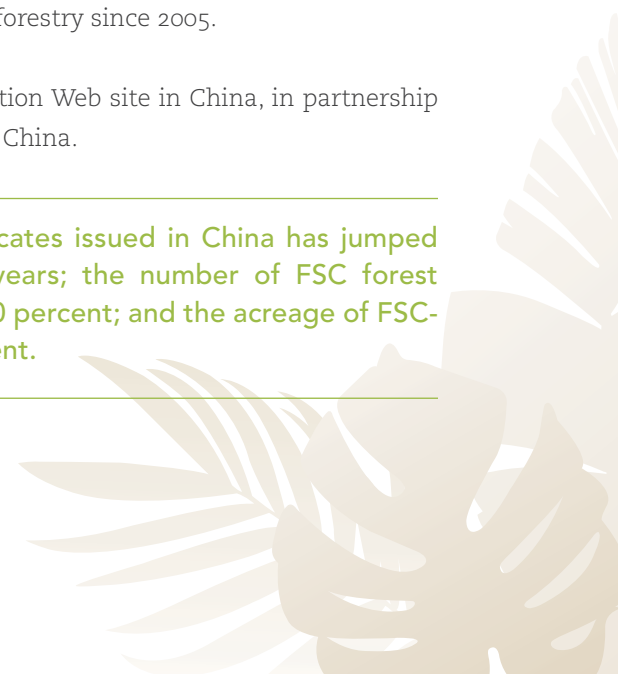 forestry since 2005.
tion Web site in China, in partnership
China.
cates issued in China has jumped
years; the number of FSC forest
0 percent; and the acreage of FSC-
ent.